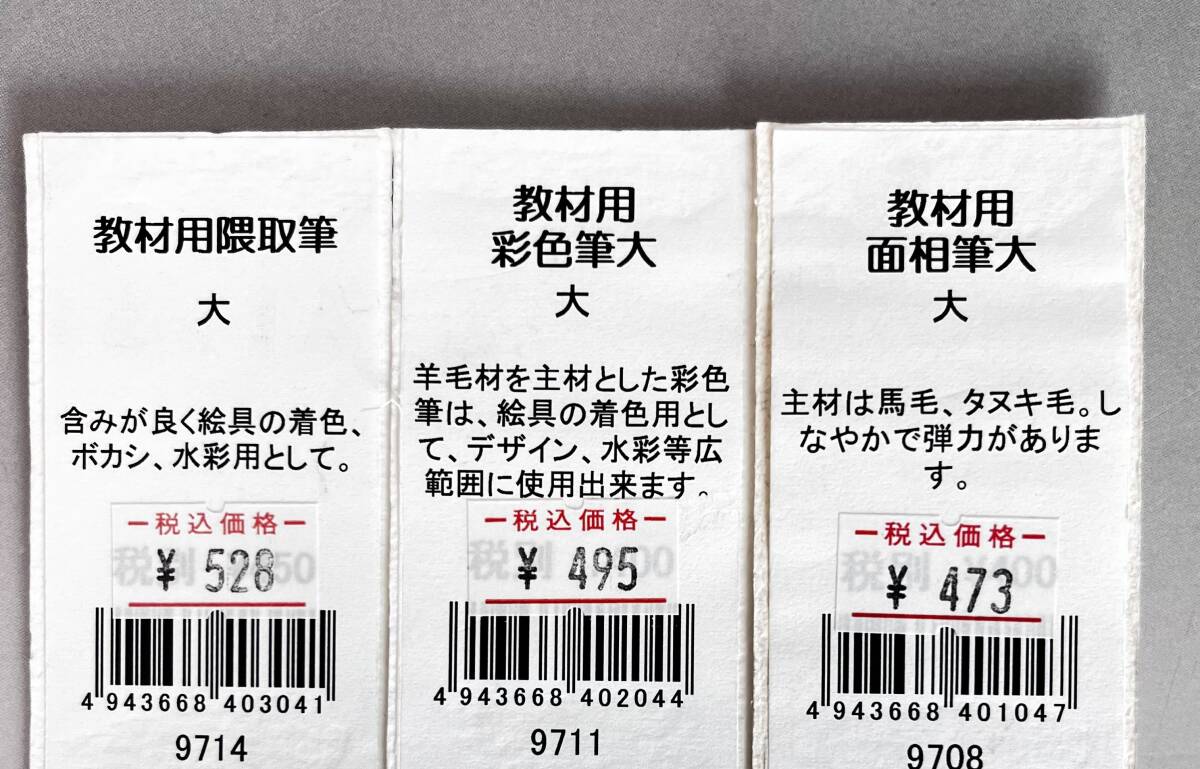 教材用隈取筆
大
含みが良く絵具の着色、
ボカシ、水彩用として。
税込価格
¥ 528
4 943668 403041
9714
教材用
彩色筆大
大
羊毛材を主材とした彩色
筆は、絵具の着色用とし
て、デザイン、水彩等広
範囲に使用出来ます。
税込価格
¥ 495
4 943668 402044
9711
教材用
面相筆大
大
主材は馬毛、タヌキ毛。し
なやかで弾力がありま
す。
税込価格
¥ 473
4 943668 401047
9708